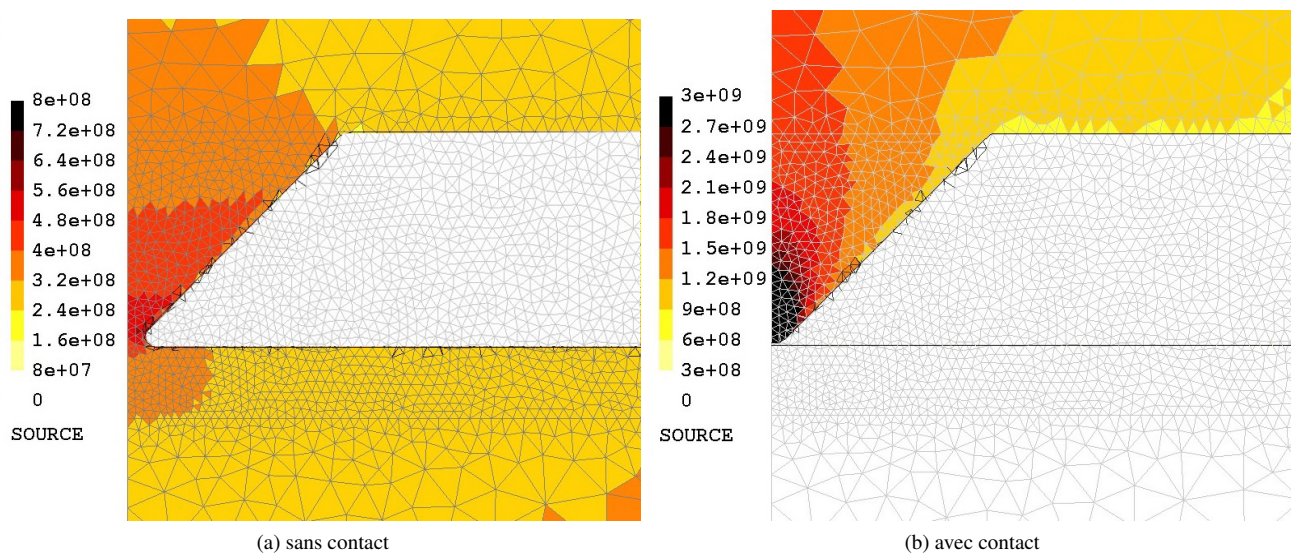 8e+08
7.2e+08
6.4e+08
5.6e+08
4.8e+08
4e+08
3.2e+08
2.4e+08
1.6e+08
8e+07
0
SOURCE
(a) sans contact
3e+09
2.7e+09
2.4e+09
2.1e+09
1.8e+09
1.5e+09
1.2e+09
9e+08
6e+08
3e+08
0
SOURCE
(b) avec contact